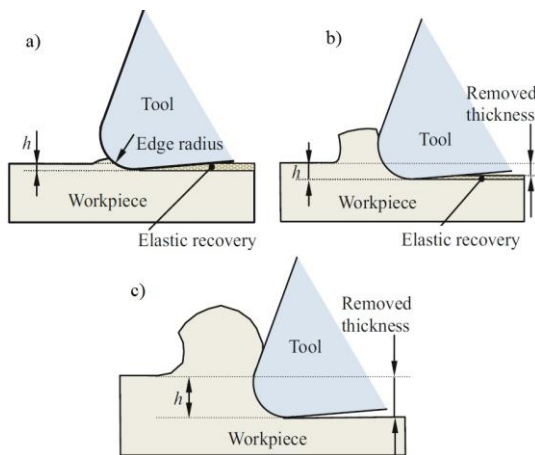 a)
Tool
h
Edge radius
Workpiece
Elastic recovery
b)
Removed
thickness
Tool
h
Workpiece
Elastic recovery
c)
Removed
thickness
Tool
h
Workpiece